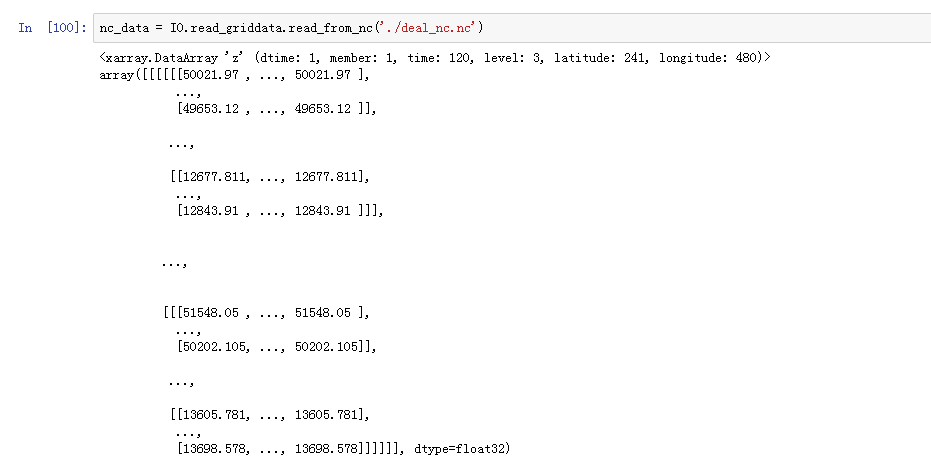 In [100]: nc_data = IO.read_griddata.read_from_nc('./deal_nc.nc')
<xarray.DataArray 'z' (dtime: 1, member: 1, time: 120, level: 3, latitude: 241, longitude: 480)>
array([[[[[[50021.97 , ..., 50021.97 ],
...,
[49653.12 , ..., 49653.12 ]],
...,
[[12677.811, ..., 12677.811],
...,
[12843.91 , ..., 12843.91 ]]],
...,
[[[51548.05 , ..., 51548.05 ],
...,
[50202.105, ..., 50202.105]],
...,
[[13605.781, ..., 13605.781],
...,
[13698.578, ..., 13698.578]]]]]], dtype=float32)